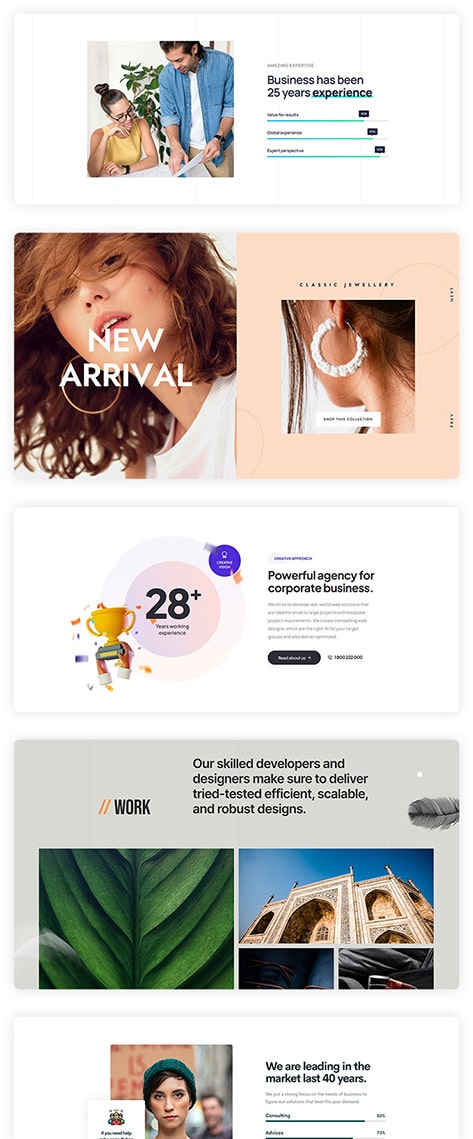 AMAZING EXPERTISE
Business has been
25 years experience
Value for results
Global experience
Expert perspective
NEW
ARRIVAL
CLASSIC JEWELLERY
NEXT
SHOP THIS COLLECTION
PREV
CREATIVE
VISION
28+
Years working
experience
CREATIVE APPROACH
Powerful agency for
corporate business.
We strive to develop real-world web solutions that
are ideal for small to large projects with bespoke
project requirements. We create compelling web
designs, which are the right-fit for your target
groups and also deliver optimized.
Read about us →
1 800 222 000
// WORK
Our skilled developers and
designers make sure to deliver
tried-tested efficient, scalable,
and robust designs.
We are leading in the
market last 40 years.
We put a strong focus on the needs of business to
figure out solutions that best fits your demand.
Consulting
Advices
73%
If you need help